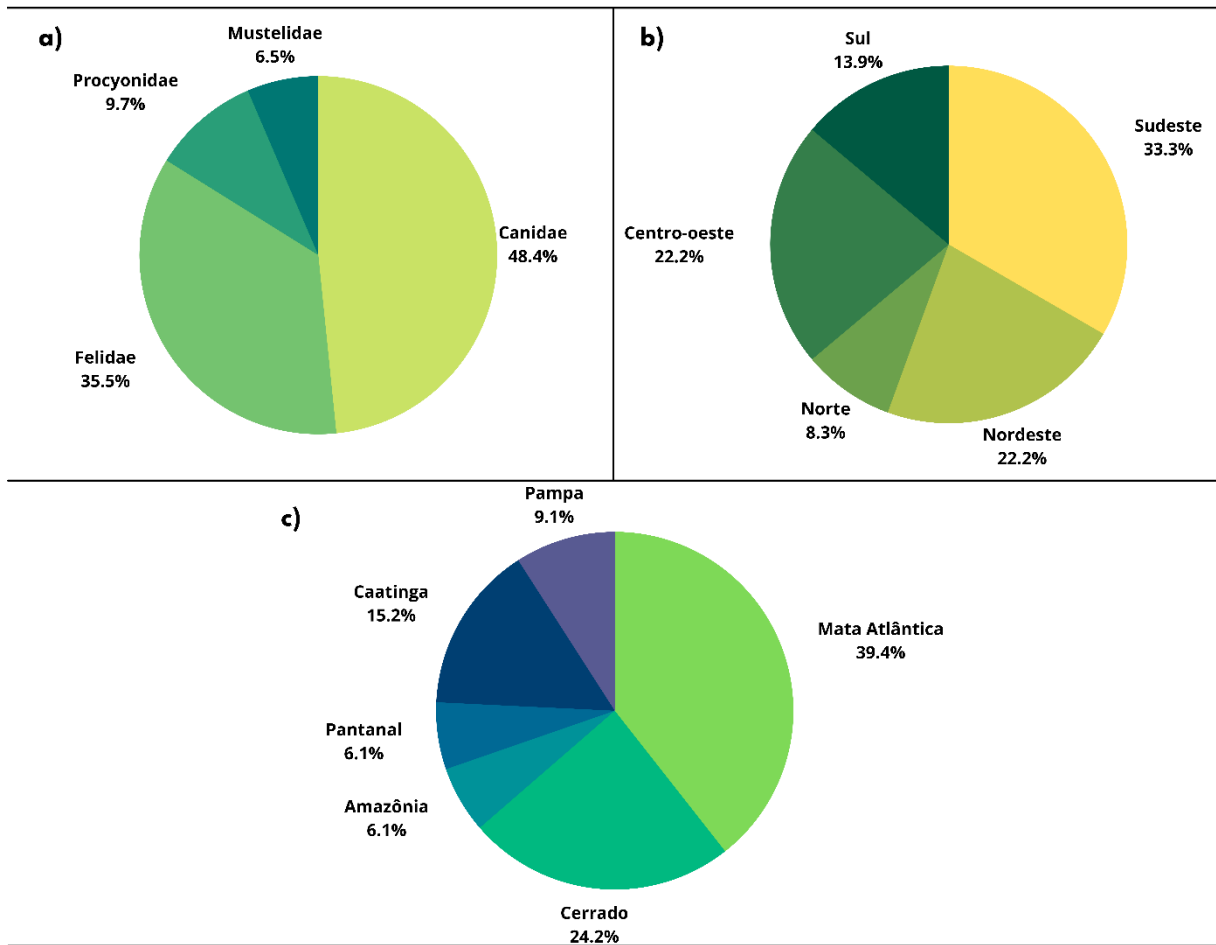 a)
Mustelidae
6.5%
Procyonidae
9.7%
Canidae
48.4%
Felidae
35.5%
b)
Sul
13.9%
Sudeste
33.3%
Centro-oeste
22.2%
Norte
8.3%
Nordeste
22.2%
c)
Pampa
9.1%
Caatinga
15.2%
Mata Atlântica
39.4%
Pantanal
6.1%
Amazônia
6.1%
Cerrado
24.2%